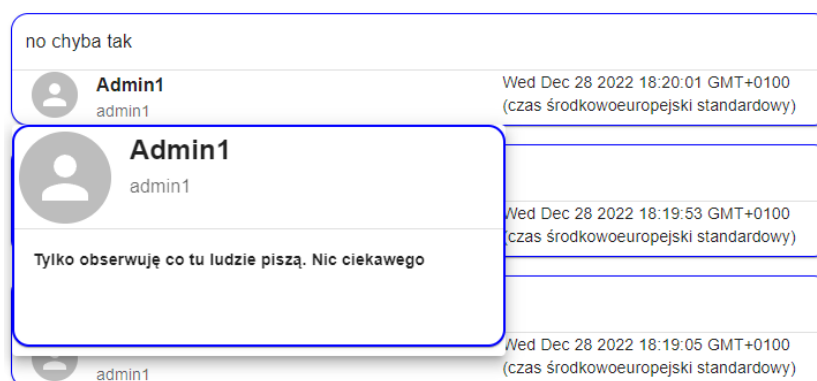 no chyba tak
Admin1
admin1
Wed Dec 28 2022 18:20:01 GMT+0100
(czas środkowoeuropejski standardowy)
Admin1
admin1
Tylko obserwuję co tu ludzie piszą. Nic ciekawego
Wed Dec 28 2022 18:19:53 GMT+0100
(czas środkowoeuropejski standardowy)
Wed Dec 28 2022 18:19:05 GMT+0100
(czas środkowoeuropejski standardowy)
admin1